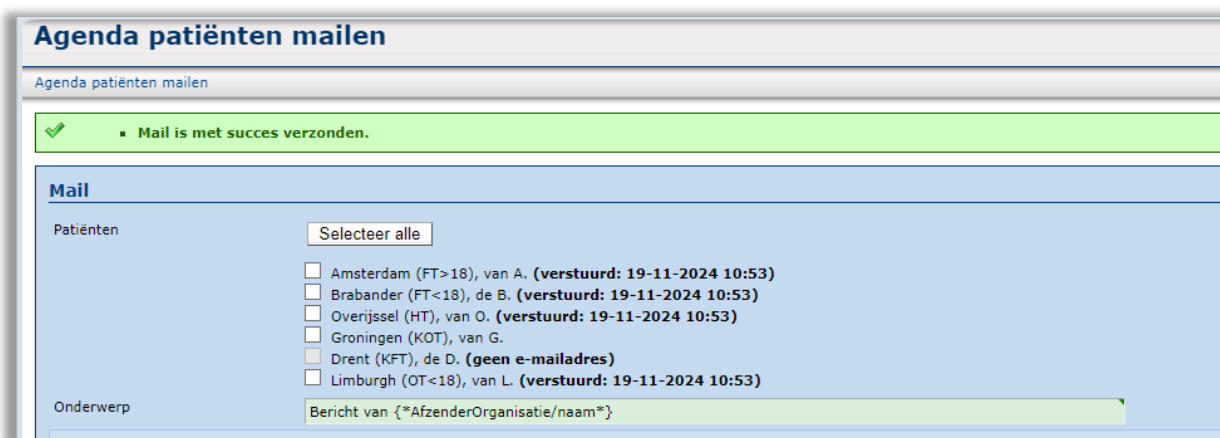 Agenda patiënten mailen
Agenda patiënten mailen
Mail is met succes verzonden.
Mail
Patiënten
Selecteer alle
Amsterdam (FT>18), van A. (verstuurd: 19-11-2024 10:53)
Brabander (FT<18), de B. (verstuurd: 19-11-2024 10:53)
Overijssel (HT), van O. (verstuurd: 19-11-2024 10:53)
Groningen (KOT), van G.
Drent (KFT), de D. (geen e-mailadres)
Limburgh (OT<18), van L. (verstuurd: 19-11-2024 10:53)
Onderwerp
Bericht van {*AfzenderOrganisatie/naam*}